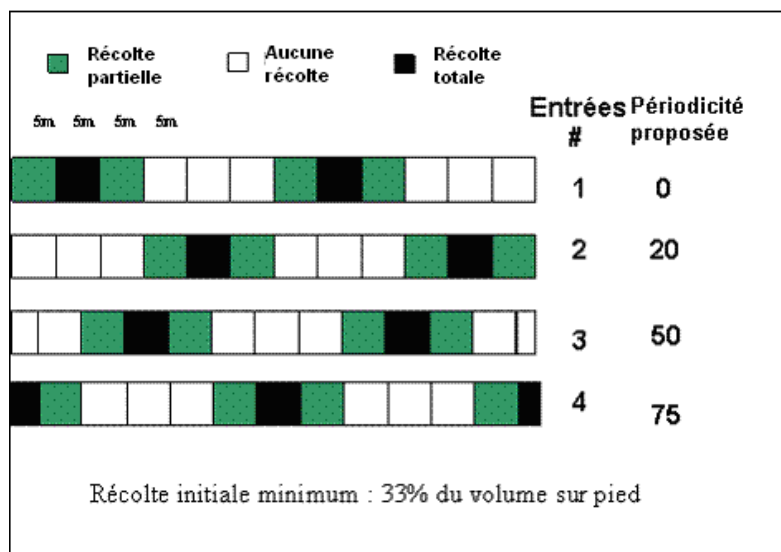 Récolte
partielle
Aucune
récolte
Récolte
totale
5m. 5m. 5m. 5m.
Entrées
#
Périodicité
proposée
1 0
2 20
3 50
4 75
Récolte initiale minimum : 33% du volume sur pied